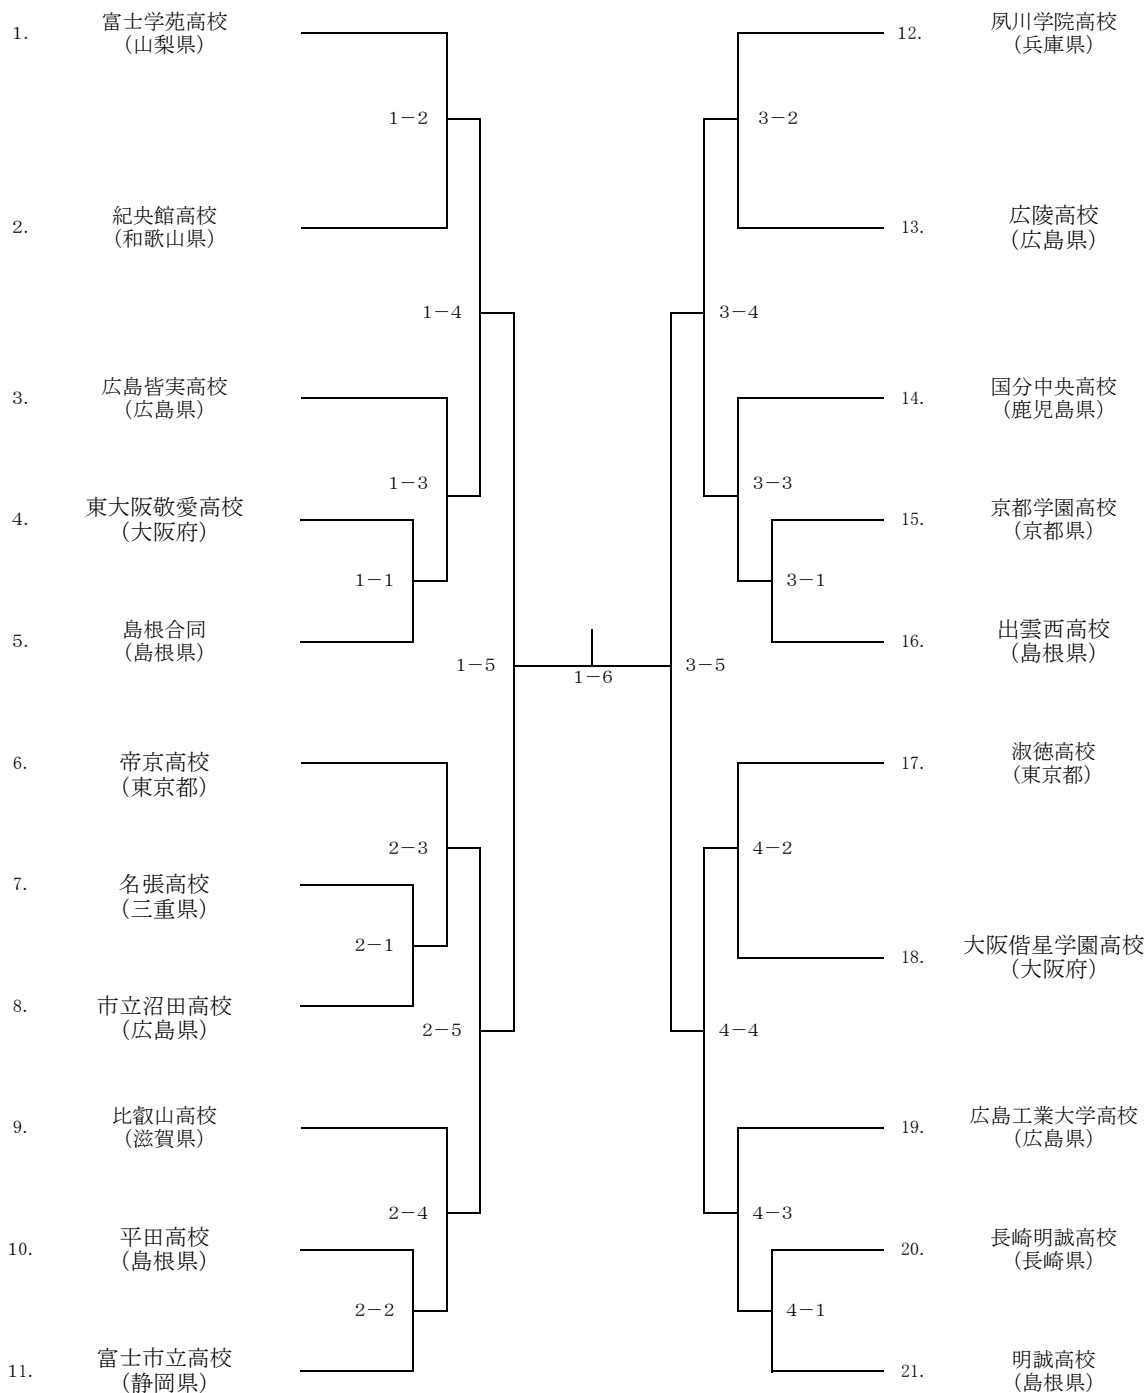 1.
富士学苑高校
（山梨県）
1－2
2.
紀央館高校
（和歌山県）
1－4
3.
広島皆実高校
（広島県）
1－3
4.
東大阪敬愛高校
（大阪府）
1－1
5.
島根合同
（島根県）
1－5
6.
帝京高校
（東京都）
2－3
7.
名張高校
（三重県）
2－1
8.
市立沼田高校
（広島県）
2－5
9.
比叡山高校
（滋賀県）
2－4
10.
平田高校
（島根県）
2－2
11.
富士市立高校
（静岡県）
1－6
12.
夙川学院高校
（兵庫県）
3－2
13.
広陵高校
（広島県）
3－4
14.
国分中央高校
（鹿児島県）
3－3
15.
京都学園高校
（京都県）
3－1
16.
出雲西高校
（島根県）
3－5
17.
淑徳高校
（東京都）
4－2
18.
大阪偕星学園高校
（大阪府）
4－4
19.
広島工業大学高校
（広島県）
4－3
20.
長崎明誠高校
（長崎県）
4－1
21.
明誠高校
（島根県）